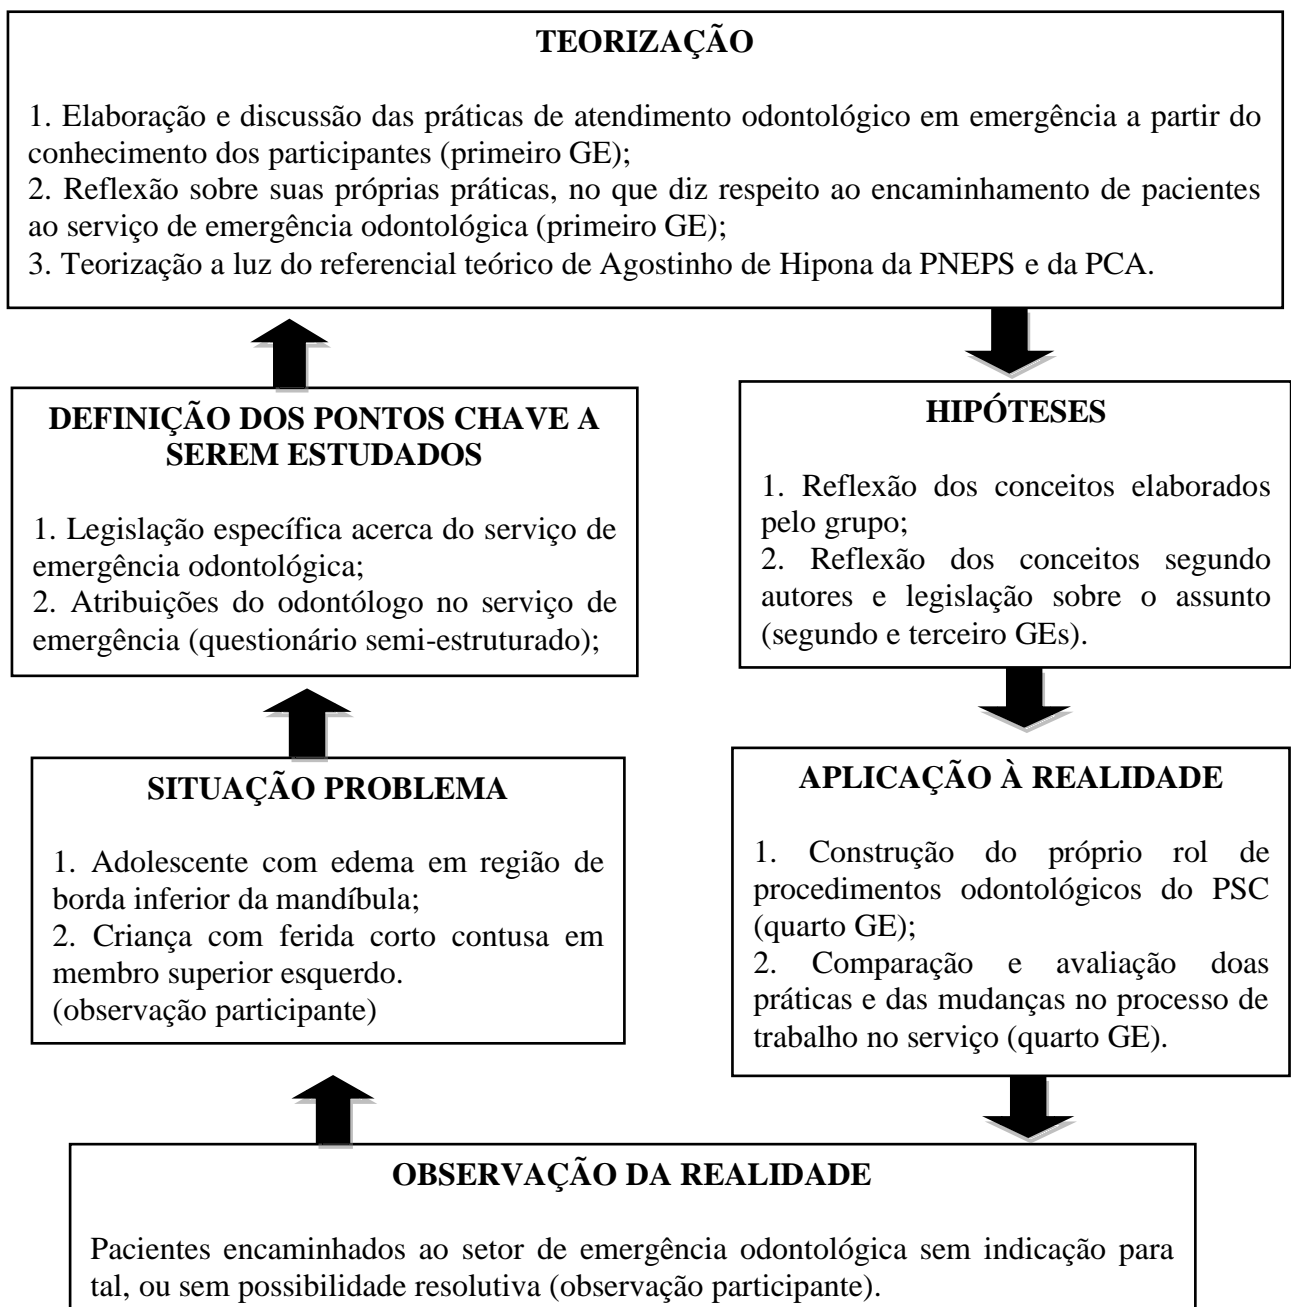 TEORIZAÇÃO
1. Elaboração e discussão das práticas de atendimento odontológico em emergência a partir do
conhecimento dos participantes (primeiro GE);
2. Reflexão sobre suas próprias práticas, no que diz respeito ao encaminhamento de pacientes
ao serviço de emergência odontológica (primeiro GE);
3. Teorização a luz do referencial teórico de Agostinho de Hipona da PNEPS e da PCA.
DEFINIÇÃO DOS PONTOS CHAVE A
SEREM ESTUDADOS
1. Legislação específica acerca do serviço de
emergência odontológica;
2. Atribuições do odontólogo no serviço de
emergência (questionário semi-estruturado);
HIPÓTESES
1. Reflexão dos conceitos elaborados
pelo grupo;
2. Reflexão dos conceitos segundo
autores e legislação sobre o assunto
(segundo e terceiro GEs).
SITUAÇÃO PROBLEMA
1. Adolescente com edema em região de
borda inferior da mandíbula;
2. Criança com ferida corto contusa em
membro superior esquerdo.
(observação participante)
APLICAÇÃO À REALIDADE
1. Construção do próprio rol de
procedimentos odontológicos do PSC
(quarto GE);
2. Comparação e avaliação doas
práticas e das mudanças no processo de
trabalho no serviço (quarto GE).
OBSERVAÇÃO DA REALIDADE
Pacientes encaminhados ao setor de emergência odontológica sem indicação para
tal, ou sem possibilidade resolutiva (observação participante).